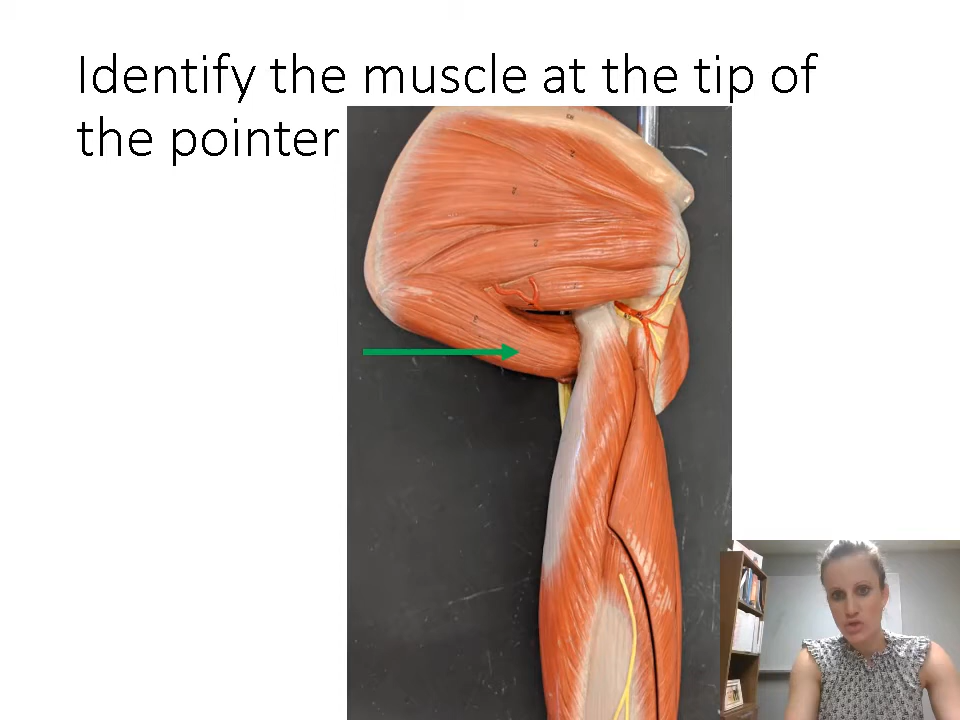 Identify the muscle at the tip of
the pointer